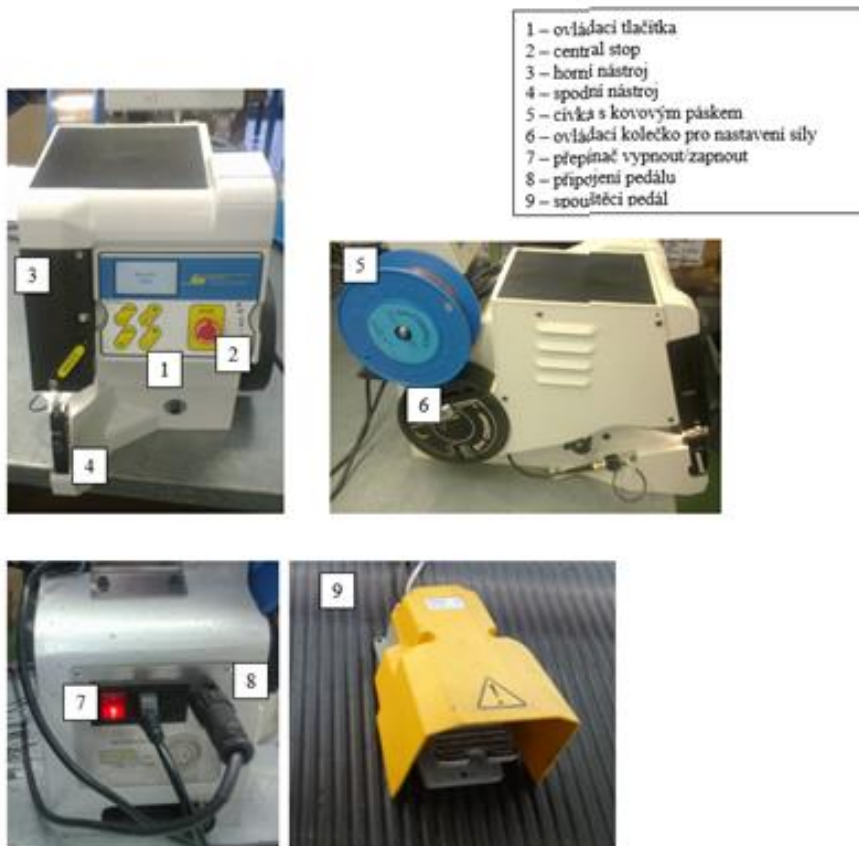 1 – ovládací tlačítka
2 – central stop
3 – horní nástroj
4 – spodní nástroj
5 – cívka s kovovým páskem
6 – ovládací kolečko pro nastavení síly
7 – přepínač vypnout/zapnout
8 – připojení pedálu
9 – spouštěcí pedál
3
1
2
4
5
6
7
8
9